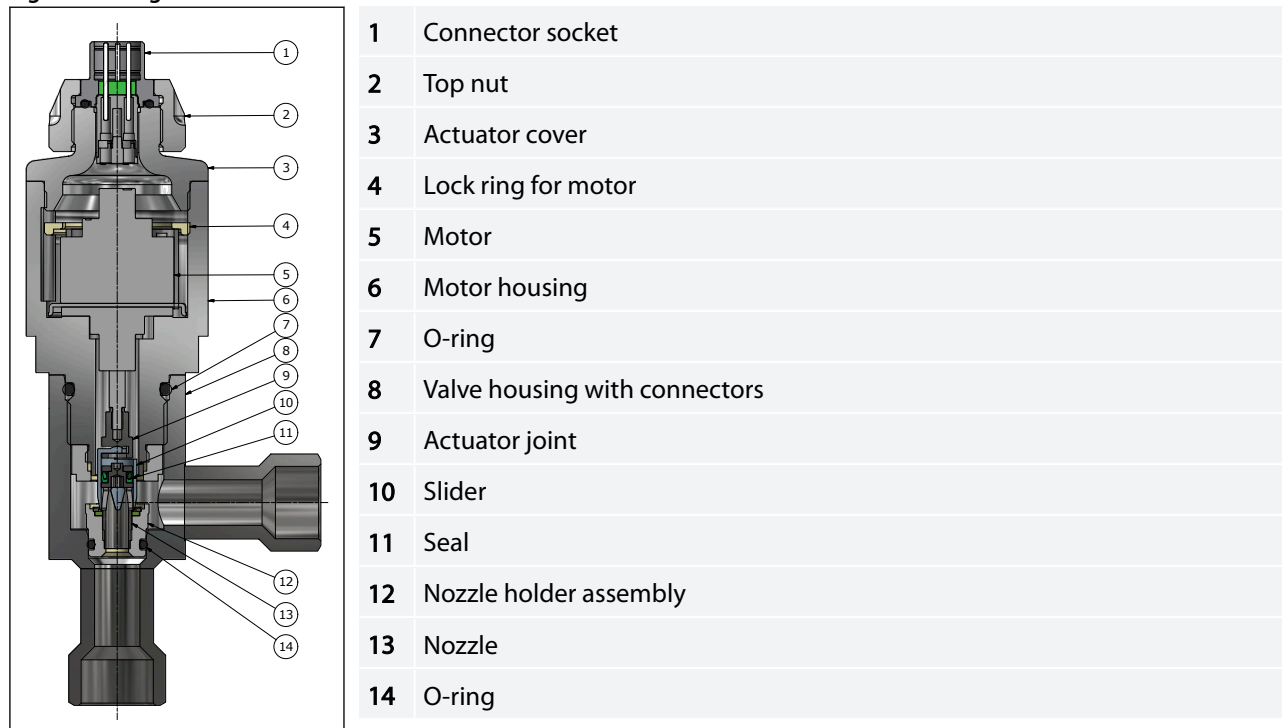 1
2
3
4
5
6
7
8
9
10
11
12
13
14
1 Connector socket
2 Top nut
3 Actuator cover
4 Lock ring for motor
5 Motor
6 Motor housing
7 O-ring
8 Valve housing with connectors
9 Actuator joint
10 Slider
11 Seal
12 Nozzle holder assembly
13 Nozzle
14 O-ring